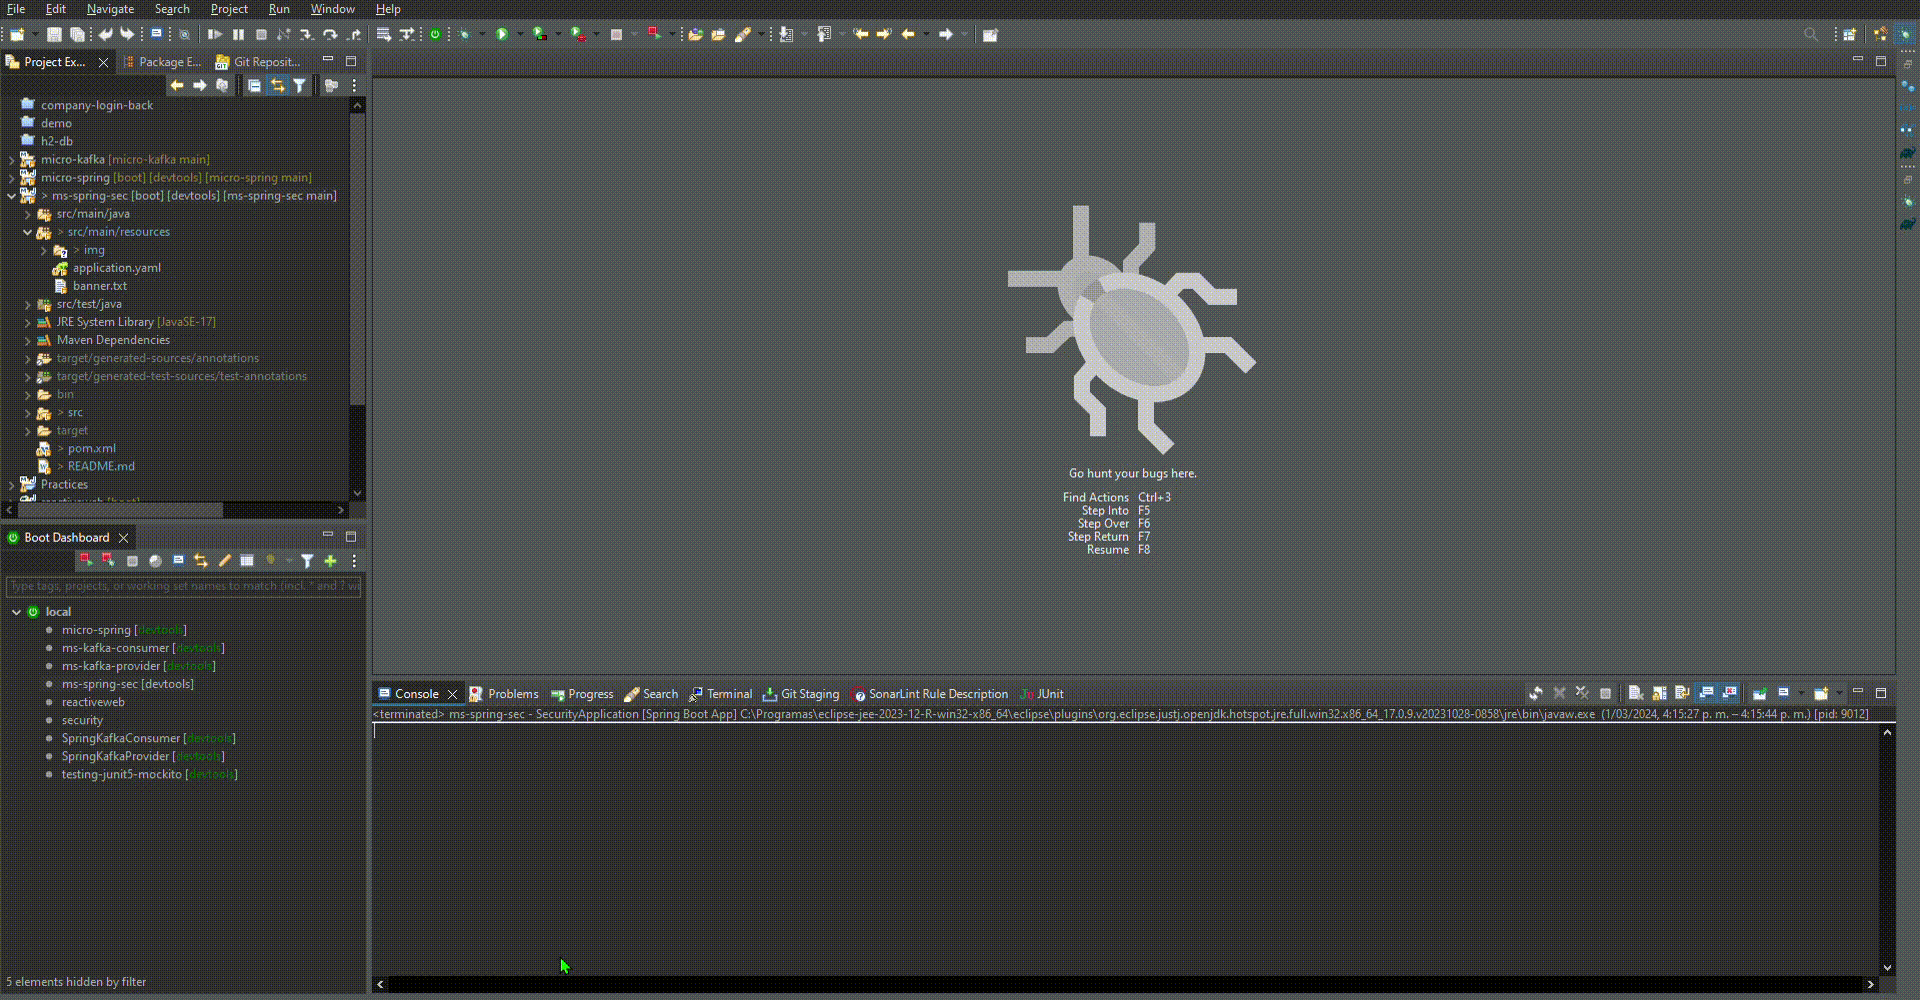 File Edit Navigate Search Project Run Window Help
Project Ex... Package E... Git Reposit...
company-login-back
demo
h2-db
micro-kafka [micro-kafka main]
micro-spring [boot] [devtools] [micro-spring main]
> ms-spring-sec [boot] [devtools] [ms-spring-sec main]
src/main/java
> src/main/resources
> img
application.yaml
banner.txt
src/test/java
JRE System Library [JavaSE-17]
Maven Dependencies
target/generated-sources/annotations
target/generated-test-sources/test-annotations
bin
> src
target
> pom.xml
> README.md
Practices
reactiveweb [boot]
Go hunt your bugs here.
Find Actions Ctrl+3
Step Into F5
Step Over F6
Step Return F7
Resume F8
Boot Dashboard
Type tags, projects, or working set names to match (incl. * and ? wi
local
micro-spring [devtools]
ms-kafka-consumer [devtools]
ms-kafka-provider [devtools]
ms-spring-sec [devtools]
reactiveweb
security
SpringKafkaConsumer [devtools]
SpringKafkaProvider [devtools]
testing-junit5-mockito [devtools]
5 elements hidden by filter
Console Problems Progress Search Terminal Git Staging SonarLint Rule Description JUnit
<terminated> ms-spring-sec - SecurityApplication [Spring Boot App] C:\Programas\eclipse-jee-2023-12-R-win32-x86_64\eclipse\plugins\org.eclipse.justj.openjdk.hotspot.jre.full.win32.x86_64_17.0.9.v20231028-0858\jre\bin\javaw.exe (1/03/2024, 4:15:27 p. m. – 4:15:44 p. m.) [pid: 9012]